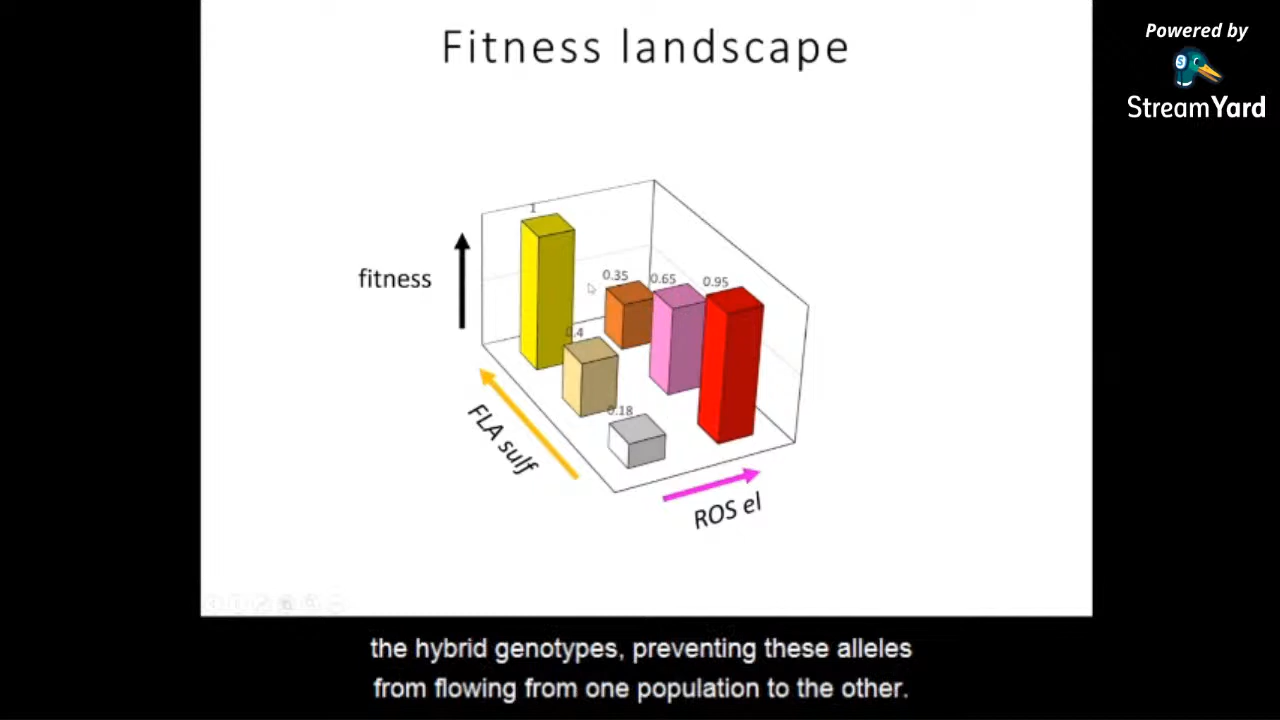 Fitness landscape
Powered by
StreamYard
1
fitness
0.35
0.65
0.95
0.4
0.18
FLA sulf
ROS el
the hybrid genotypes, preventing these alleles
from flowing from one population to the other.